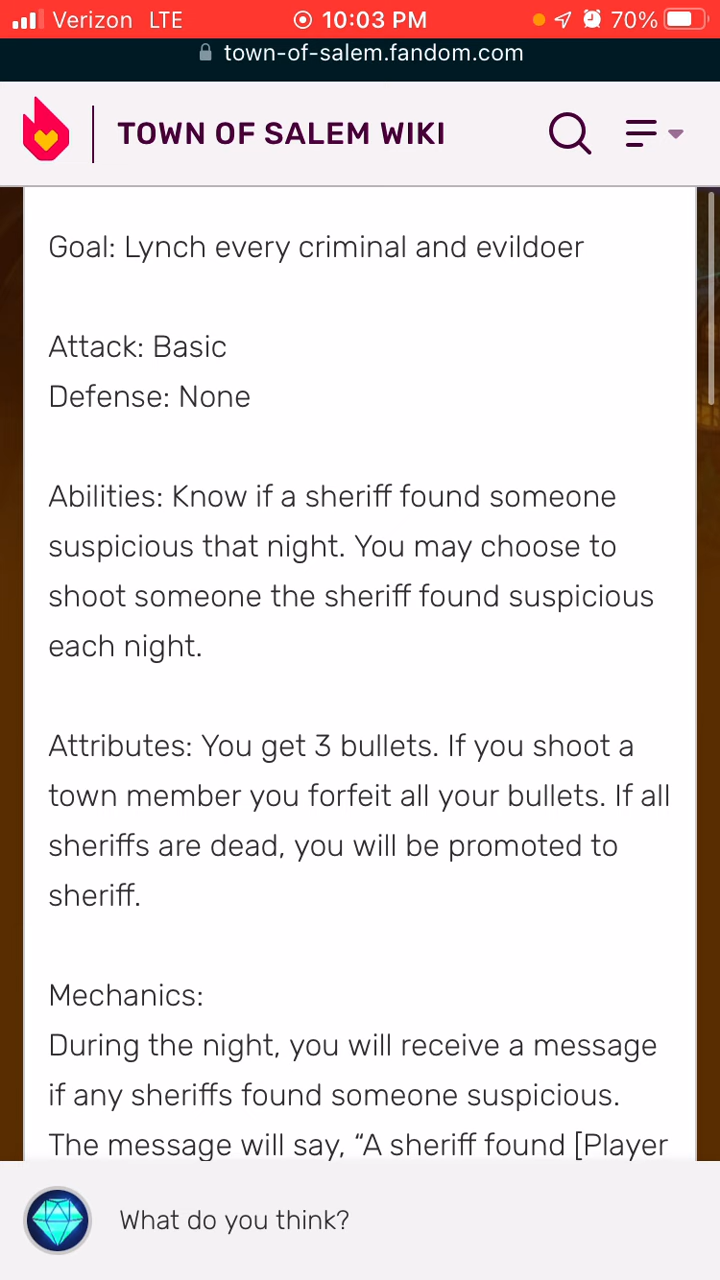 Verizon LTE 10:03 PM 70%
town-of-salem.fandom.com
TOWN OF SALEM WIKI
Goal: Lynch every criminal and evildoer
Attack: Basic
Defense: None
Abilities: Know if a sheriff found someone
suspicious that night. You may choose to
shoot someone the sheriff found suspicious
each night.
Attributes: You get 3 bullets. If you shoot a
town member you forfeit all your bullets. If all
sheriffs are dead, you will be promoted to
sheriff.
Mechanics:
During the night, you will receive a message
if any sheriffs found someone suspicious.
The message will say, “A sheriff found [Player
What do you think?